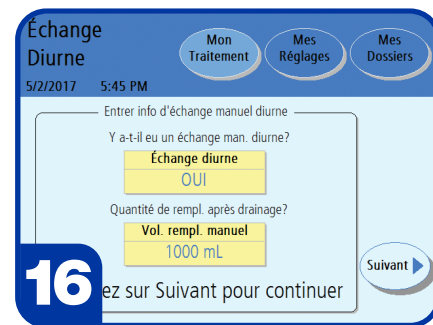 Échange
Diurne
Mon
Traitement
Mes
Réglages
Mes
Dossiers
5/2/2017 5:45 PM
Entrer info d'échange manuel diurne
Y a-t-il eu un échange man. diurne?
Échange diurne
OUI
Quantité de rempl. après drainage?
Vol. rempl. manuel
1000 mL
Suivant
16
ez sur Suivant pour continuer